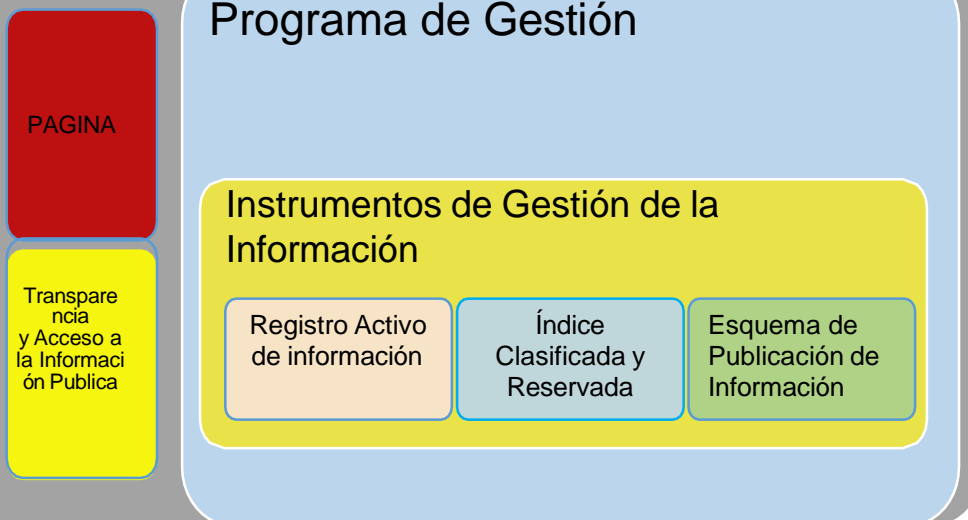 Programa de Gestión
PAGINA
Instrumentos de Gestión de la
Información
Transpare
ncia
y Acceso a
la Informaci
ón Publica
Registro Activo
de información
Índice
Clasificada y
Reservada
Esquema de
Publicación de
Información